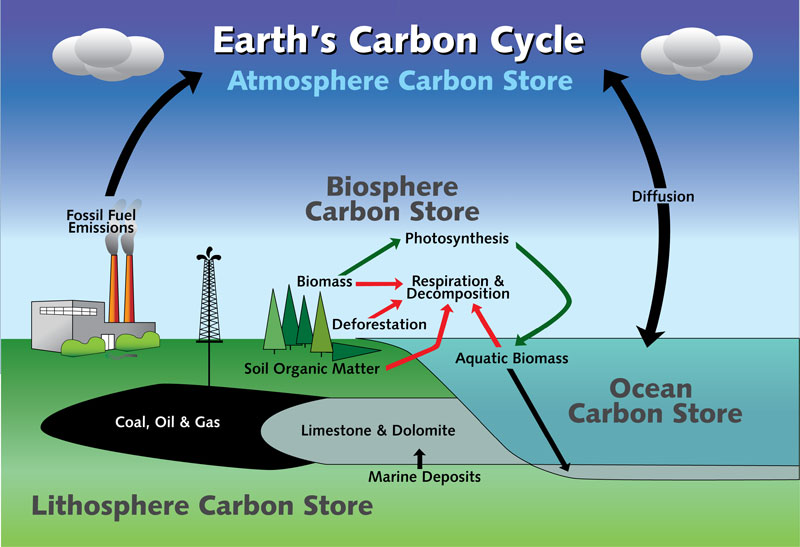 Earth's Carbon Cycle
Atmosphere Carbon Store
Biosphere
Carbon Store
Diffusion
Fossil Fuel
Emissions
Photosynthesis
Biomass
Respiration &
Decomposition
Deforestation
Soil Organic Matter
Aquatic Biomass
Ocean
Carbon Store
Coal, Oil & Gas
Limestone & Dolomite
Marine Deposits
Lithosphere Carbon Store